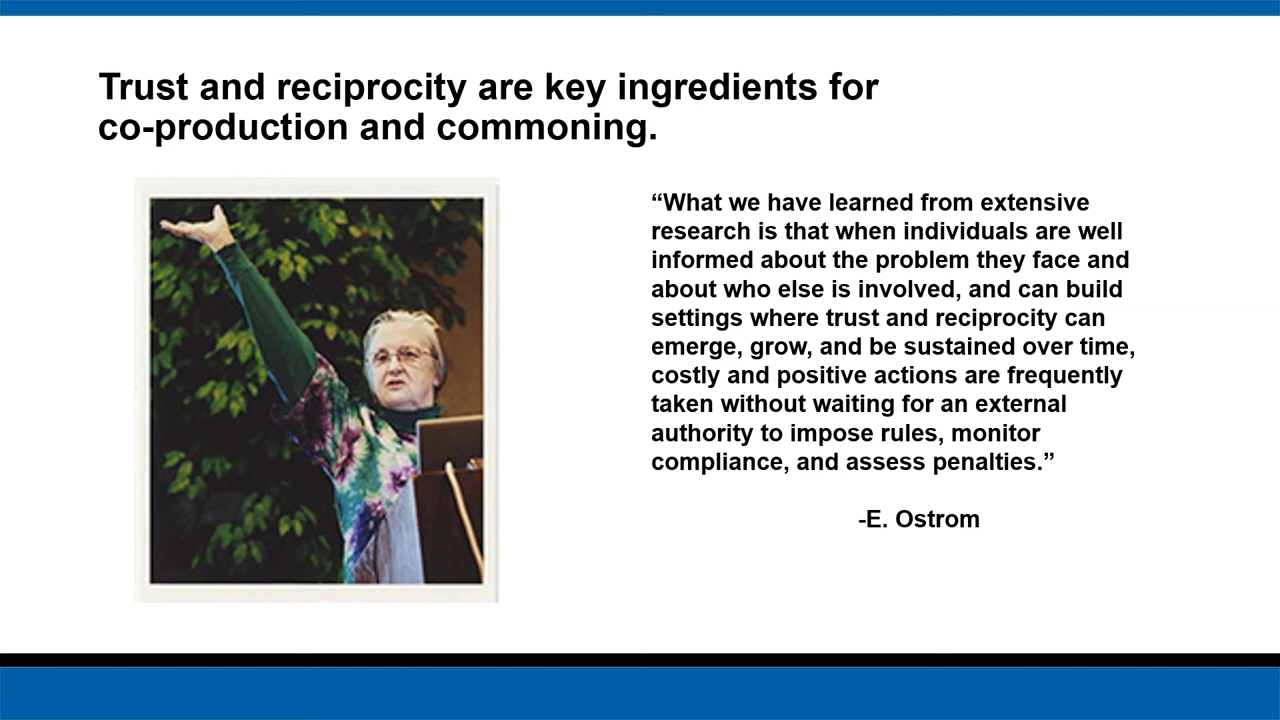 Trust and reciprocity are key ingredients for
co-production and commoning.
“What we have learned from extensive
research is that when individuals are well
informed about the problem they face and
about who else is involved, and can build
settings where trust and reciprocity can
emerge, grow, and be sustained over time,
costly and positive actions are frequently
taken without waiting for an external
authority to impose rules, monitor
compliance, and assess penalties.”
-E. Ostrom